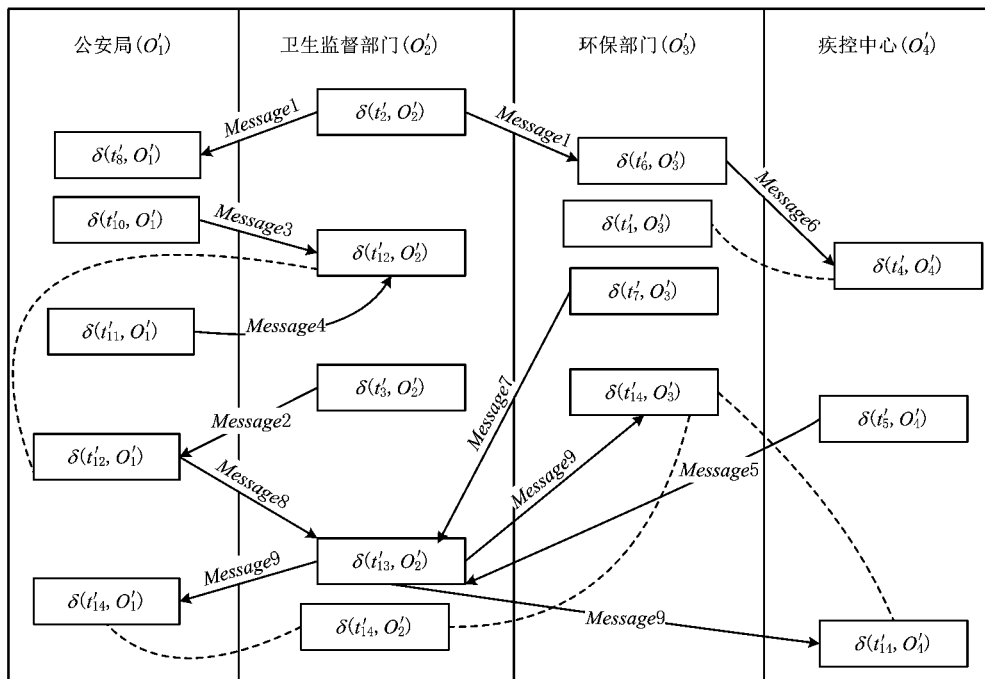 公安局(O′₁)
卫生监督部门(O′₂)
环保部门(O′₃)
疾控中心(O′₄)
δ(t′₂, O′₂)
Message1
Message1
δ(t′₈, O′₁)
δ(t′₆, O′₃)
Message6
δ(t′₁₀, O′₁)
Message3
δ(t′₄, O′₃)
δ(t′₁₂, O′₂)
δ(t′₄, O′₄)
δ(t′₇, O′₃)
δ(t′₁₁, O′₁)
Message4
δ(t′₃, O′₂)
Message7
δ(t′₁₄, O′₃)
Message2
δ(t′₅, O′₄)
δ(t′₁₂, O′₁)
Message8
Message9
Message5
δ(t′₁₃, O′₂)
Message9
δ(t′₁₄, O′₁)
δ(t′₁₄, O′₂)
Message9
δ(t′₁₄, O′₄)